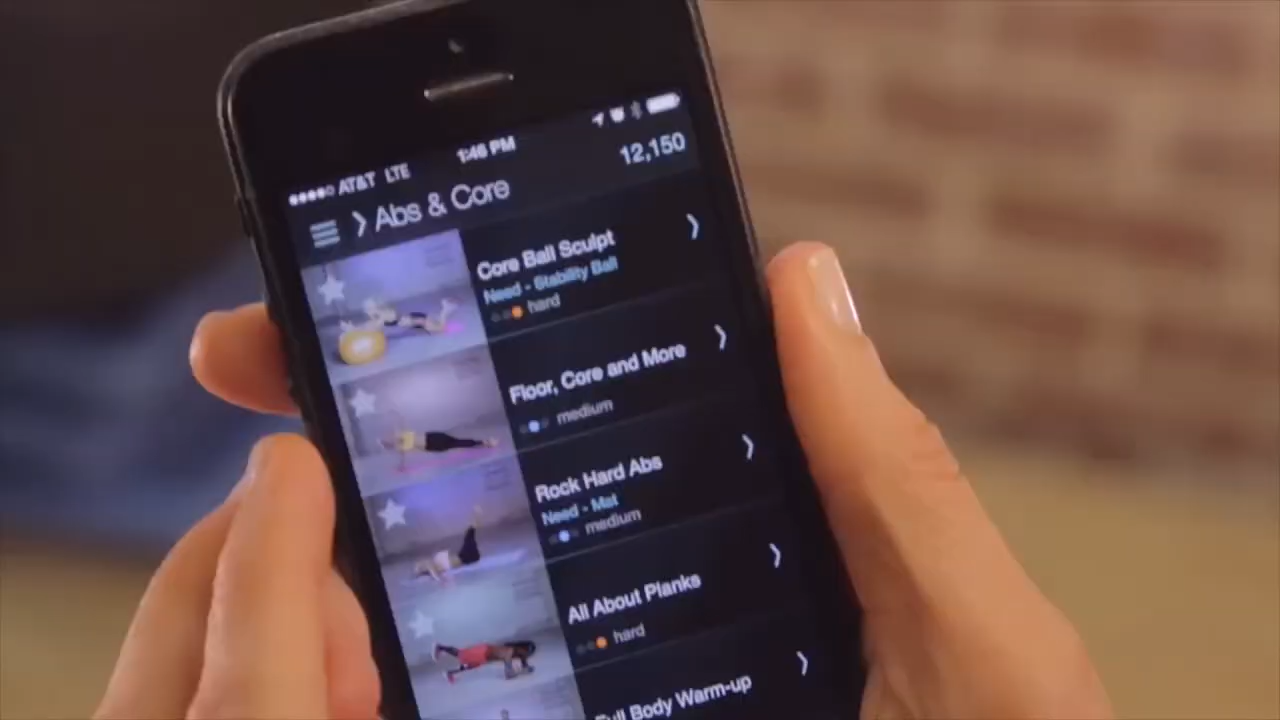 AT&T LTE 1:46 PM
Abs & Core 12,150
Core Ball Sculpt
Need - Stability Ball
hard
Floor, Core and More
medium
Rock Hard Abs
Need - Mat
medium
All About Planks
hard
Full Body Warm-up